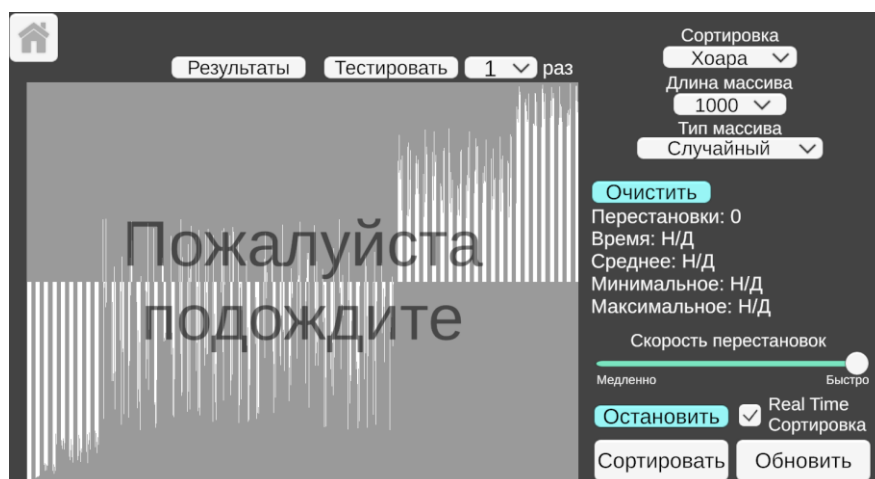 Результаты
Тестировать
1
раз
Сортировка
Хоара
Длина массива
1000
Тип массива
Случайный
Пожалуйста
подождите
Очистить
Перестановки: 0
Время: Н/Д
Среднее: Н/Д
Минимальное: Н/Д
Максимальное: Н/Д
Скорость перестановок
Медленно
Быстро
Остановить
Real Time
Сортировка
Сортировать
Обновить